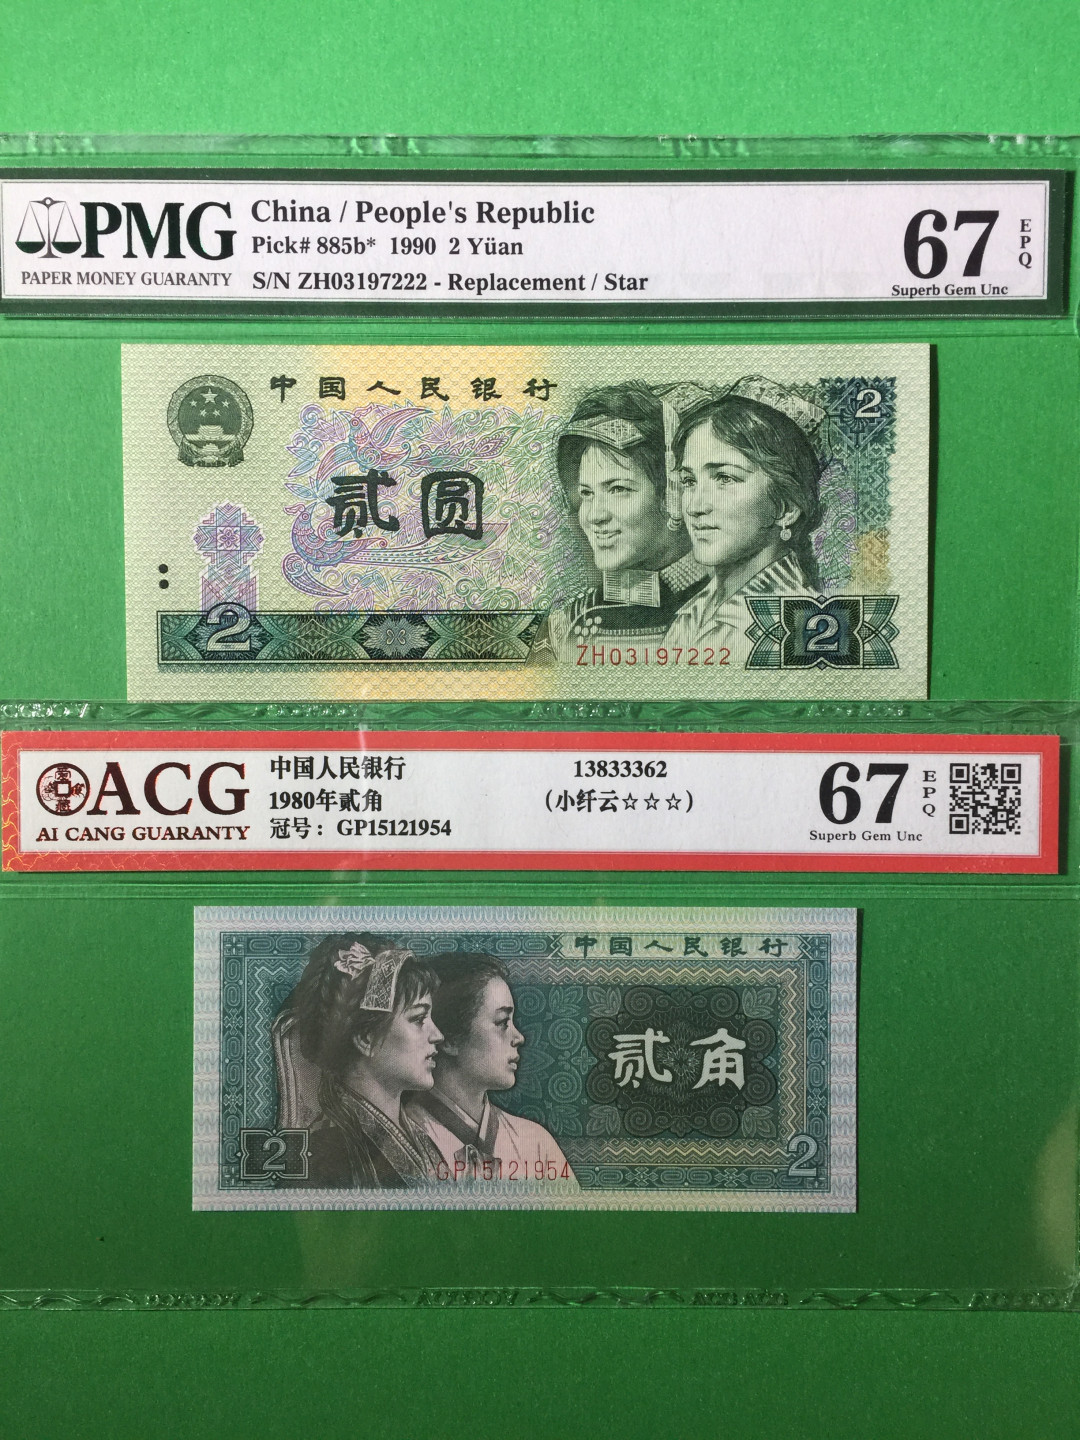 PMG
PAPER MONEY GUARANTY
China / People's Republic
Pick# 885b* 1990 2 Yüan
S/N ZH03197222 - Replacement / Star
67
EPQ
Superb Gem Unc
中国人民银行
2
贰圆
2
ZH03197222
2
ACG
AI CANG GUARANTY
中国人民银行
1980年贰角
冠号：GP15121954
13833362
（小纤云☆☆☆）
67
EPQ
Superb Gem Unc
中国人民银行
贰角
2
GP15121954
2